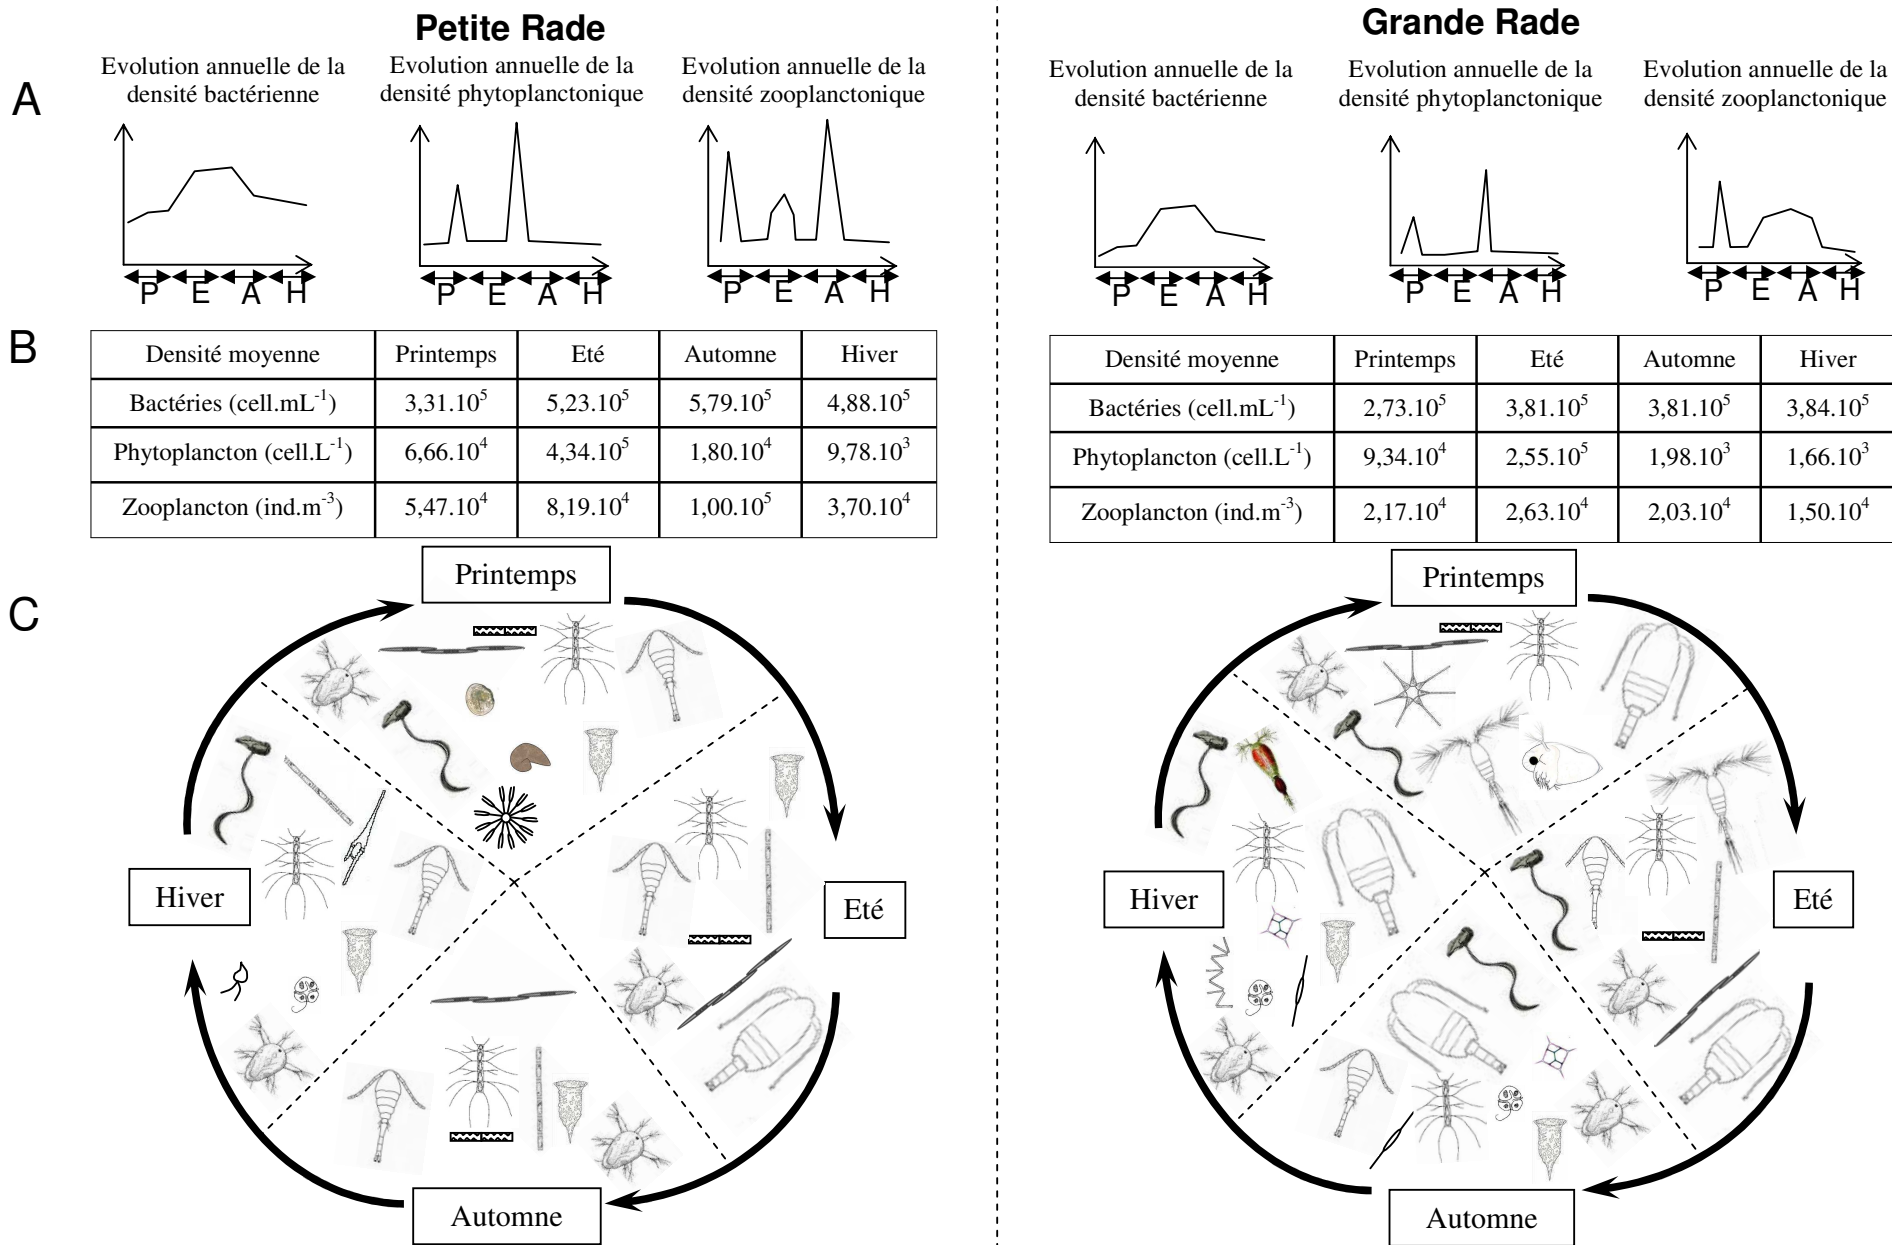 Petite Rade
Evolution annuelle de la
densité bactérienne
Evolution annuelle de la
densité phytoplanctonique
Evolution annuelle de la
densité zooplanctonique
A
P E A H
P E A H
P E A H
B
Densité moyenne Printemps Eté Automne Hiver
Bactéries (cell.mL⁻¹) 3,31.10⁵ 5,23.10⁵ 5,79.10⁵ 4,88.10⁵
Phytoplancton (cell.L⁻¹) 6,66.10⁴ 4,34.10⁵ 1,80.10⁴ 9,78.10³
Zooplancton (ind.m⁻³) 5,47.10⁴ 8,19.10⁴ 1,00.10⁵ 3,70.10⁴
C
Printemps
Hiver
Eté
Automne
Grande Rade
Evolution annuelle de la
densité bactérienne
Evolution annuelle de la
densité phytoplanctonique
Evolution annuelle de la
densité zooplanctonique
P E A H
P E A H
P E A H
Densité moyenne Printemps Eté Automne Hiver
Bactéries (cell.mL⁻¹) 2,73.10⁵ 3,81.10⁵ 3,81.10⁵ 3,84.10⁵
Phytoplancton (cell.L⁻¹) 9,34.10⁴ 2,55.10⁵ 1,98.10³ 1,66.10³
Zooplancton (ind.m⁻³) 2,17.10⁴ 2,63.10⁴ 2,03.10⁴ 1,50.10⁴
Printemps
Hiver
Eté
Automne